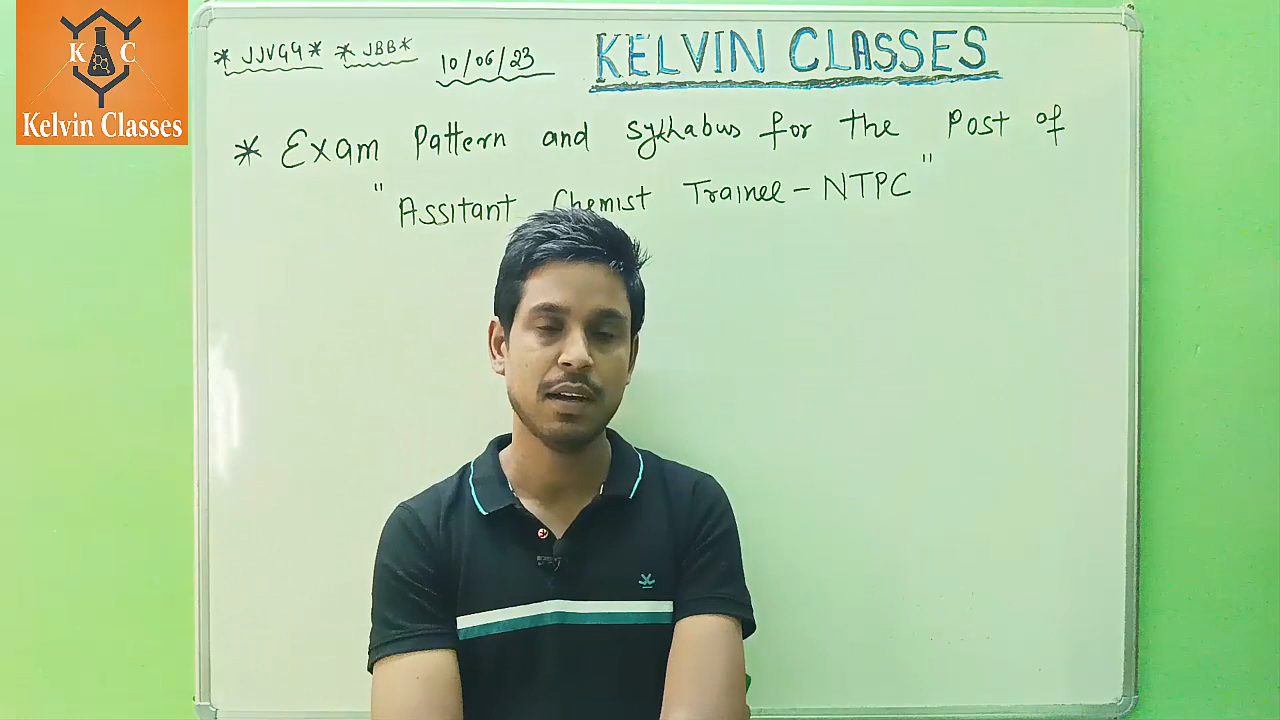 K C
Kelvin Classes
* JJVGG * * JBB * 10/06/23 KELVIN CLASSES
* Exam Pattern and Syllabus for the Post of
"Assitant Chemist Trainee - NTPC"